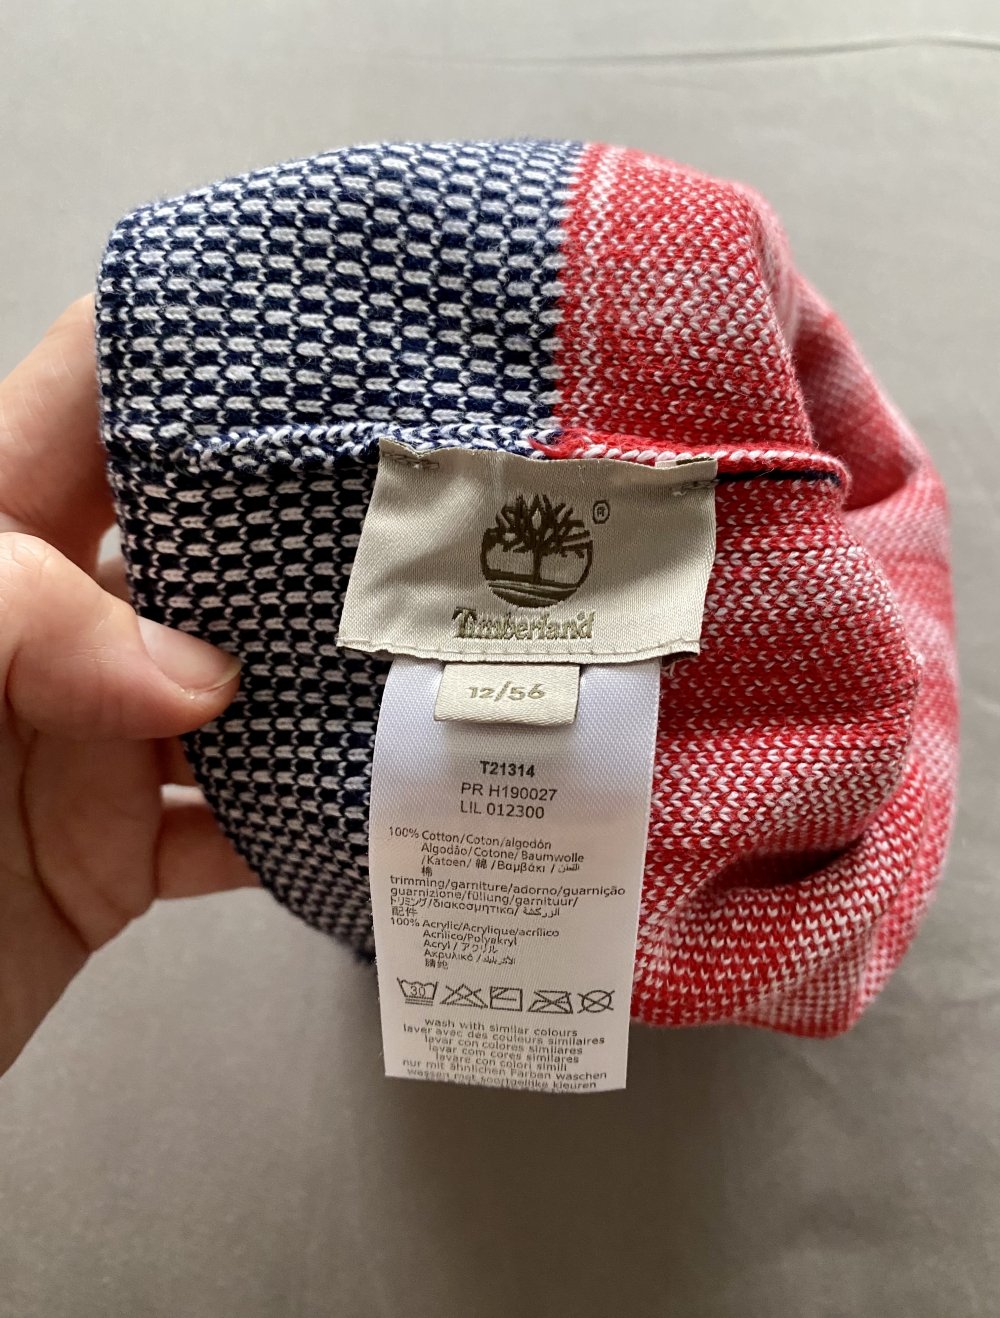 ®
Timberland
12/56
T21314
PR H190027
LIL 012300
100% Cotton/Coton/algodón
Algodão/Cotone/Baumwolle
/Katoen/ 綿 /Βαμβάκι / القطن
棉
trimming/garniture/adorno/guarnição
guarnizione/füllung/garnituur/
トリミング/διακοσμητικο/ الزركشة/
配件
100% Acrylic/Acrylique/acrílico
Acrilico/Polyakryl
Acryl / アクリル
Ακρυλικό /
腈纶
30
wash with similar colours
laver avec des couleurs similaires
lavar con colores similares
lavar com cores similares
lavare con colori simili
nur mit ähnlichen Farben waschen
wassen met soortgelijke kleuren